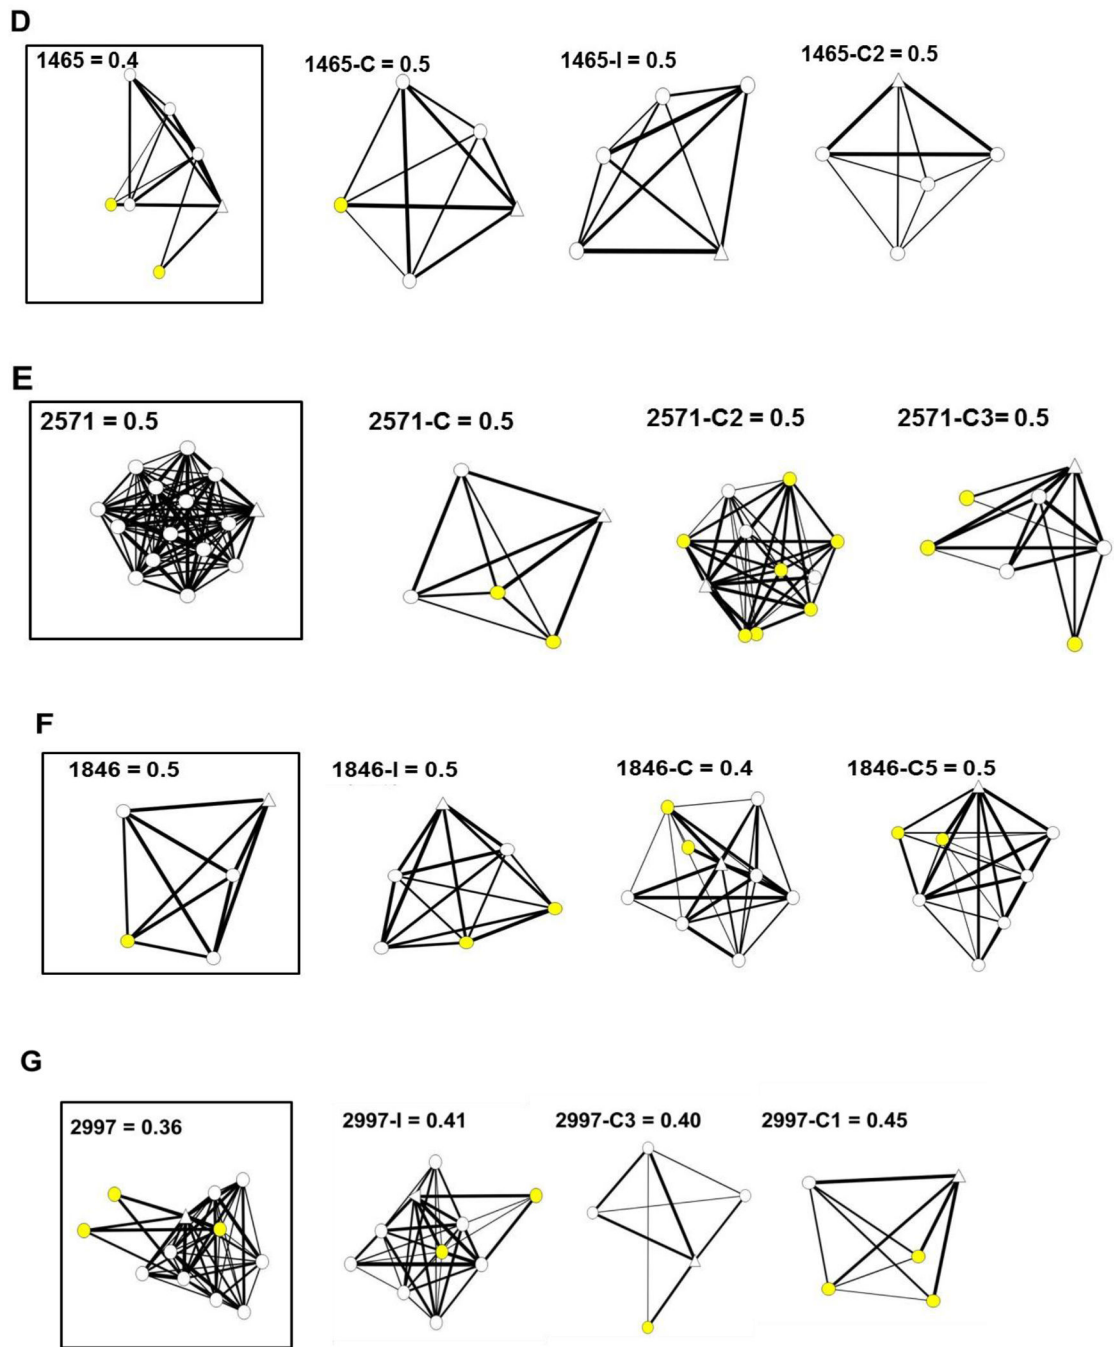 D
1465 = 0.4
1465-C = 0.5
1465-I = 0.5
1465-C2 = 0.5
E
2571 = 0.5
2571-C = 0.5
2571-C2 = 0.5
2571-C3= 0.5
F
1846 = 0.5
1846-I = 0.5
1846-C = 0.4
1846-C5 = 0.5
G
2997 = 0.36
2997-I = 0.41
2997-C3 = 0.40
2997-C1 = 0.45